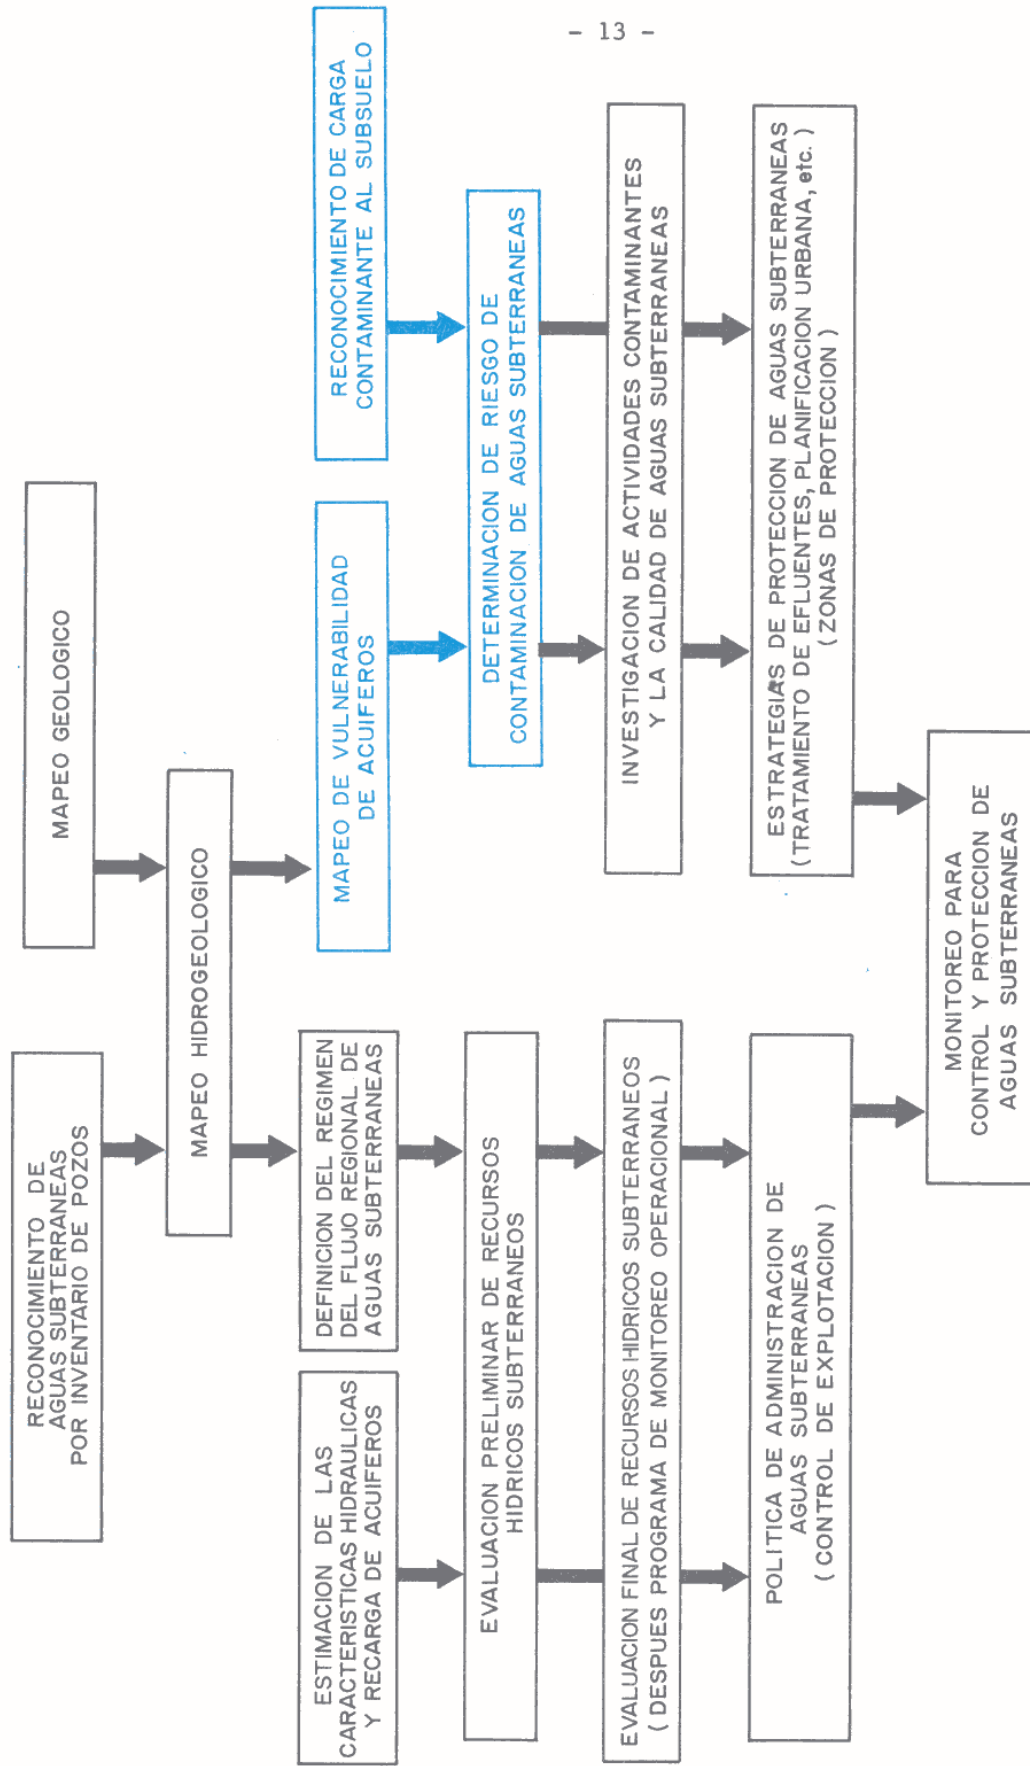 - 13 -
RECONOCIMIENTO DE
AGUAS SUBTERRANEAS
POR INVENTARIO DE POZOS
MAPEO GEOLOGICO
MAPEO HIDROGEOLOGICO
ESTIMACION DE LAS
CARACTERISTICAS HIDRAULICAS
Y RECARGA DE ACUIFEROS
DEFINICION DEL REGIMEN
DEL FLUJO REGIONAL DE
AGUAS SUBTERRANEAS
MAPEO DE VULNERABILIDAD
DE ACUIFEROS
RECONOCIMIENTO DE CARGA
CONTAMINANTE AL SUBSUELO
EVALUACION PRELIMINAR DE RECURSOS
HIDRICOS SUBTERRANEOS
DETERMINACION DE RIESGO DE
CONTAMINACION DE AGUAS SUBTERRANEAS
EVALUACION FINAL DE RECURSOS HIDRICOS SUBTERRANEOS
( DESPUES PROGRAMA DE MONITOREO OPERACIONAL )
INVESTIGACION DE ACTIVIDADES CONTAMINANTES
Y LA CALIDAD DE AGUAS SUBTERRANEAS
POLITICA DE ADMINISTRACION DE
AGUAS SUBTERRANEAS
( CONTROL DE EXPLOTACION )
ESTRATEGIAS DE PROTECCION DE AGUAS SUBTERRANEAS
(TRATAMIENTO DE EFLUENTES, PLANIFICACION URBANA, etc. )
( ZONAS DE PROTECCION )
MONITOREO PARA
CONTROL Y PROTECCION DE
AGUAS SUBTERRANEAS